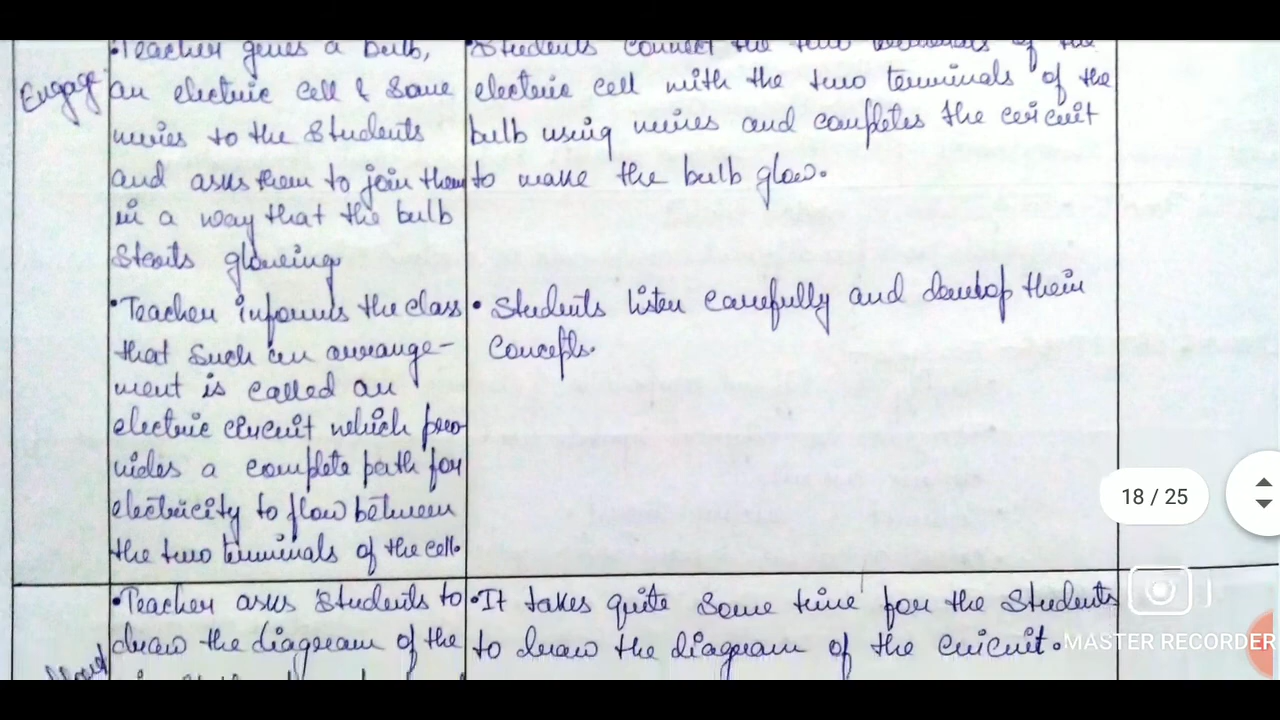 Engage
•Teacher gives a bulb,
an electric cell & some
wires to the students
and asks them to join them
in a way that the bulb
starts glowing
•Teacher informs the class
that such an arrange-
ment is called an
electric circuit which pro-
vides a complete path for
electricity to flow between
the two terminals of the cell.
•Students connect the two terminals of the
electric cell with the two terminals of the
bulb using wires and completes the circuit
to make the bulb glow.
• Students listen carefully and develop their
concepts.
•Teacher asks students to
draw the diagram of the
•It takes quite some time for the students
to draw the diagram of the circuit.
18 / 25
MASTER RECORDER